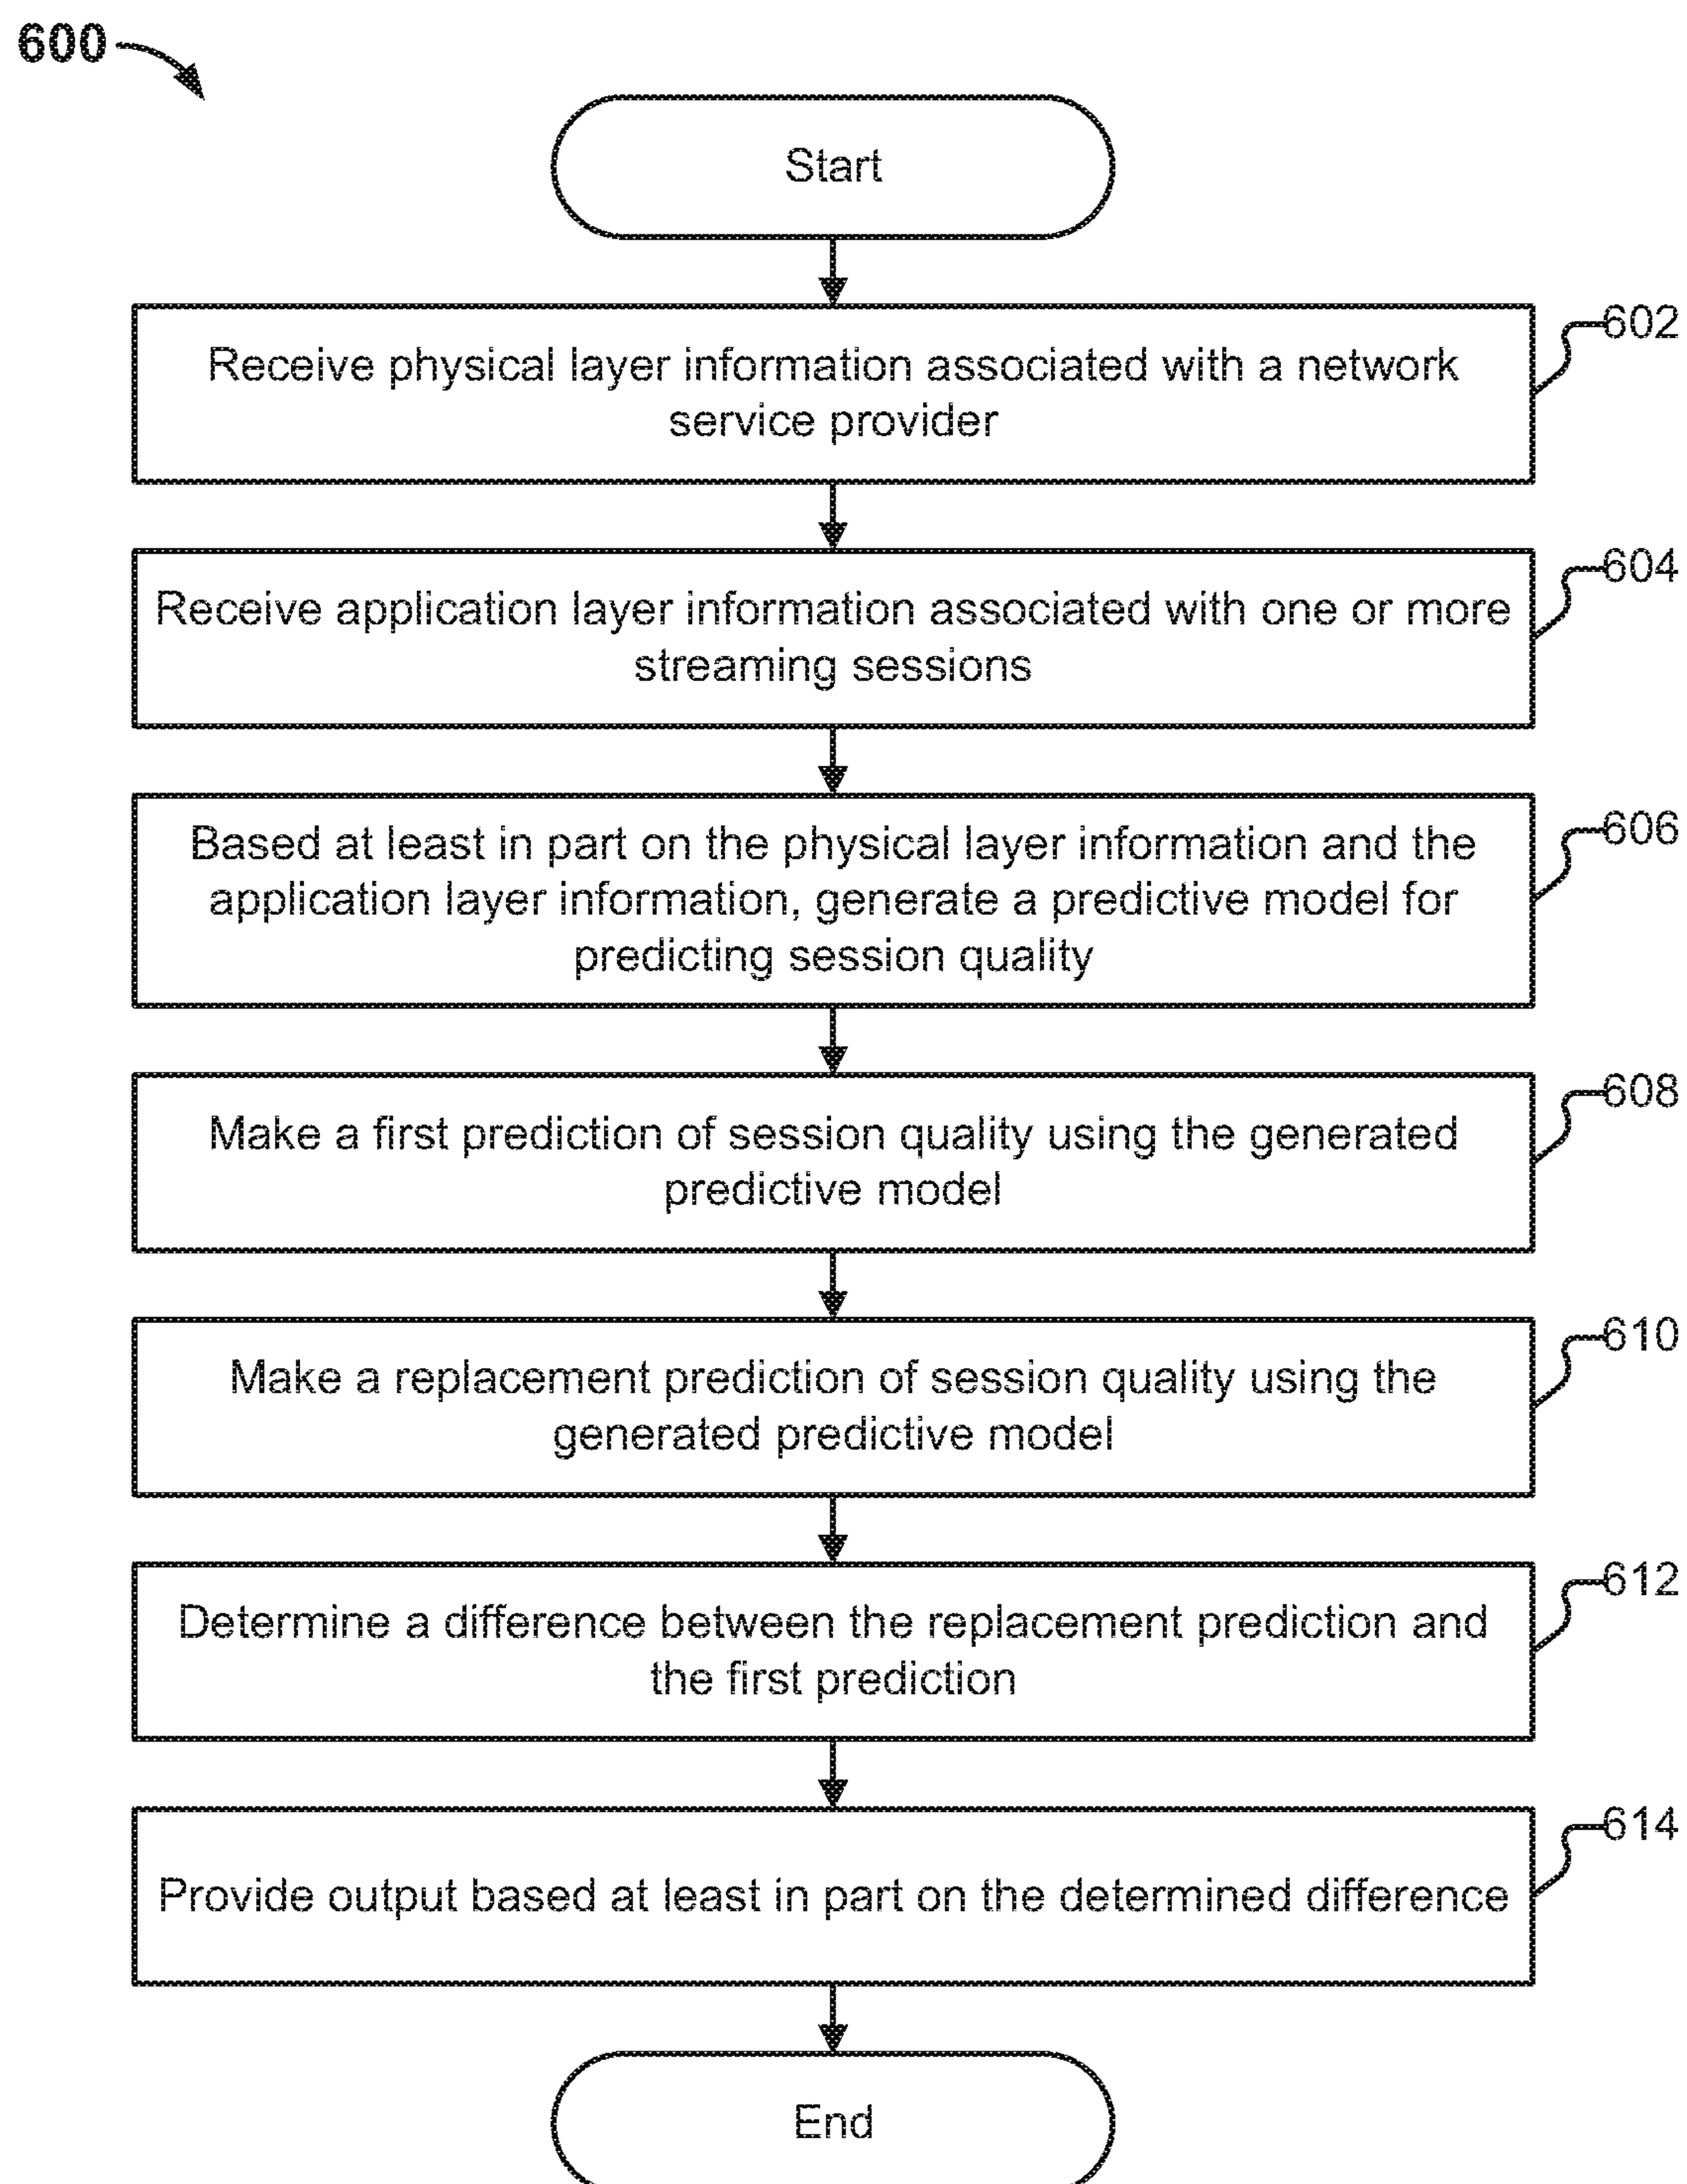 600
Start
Receive physical layer information associated with a network
service provider
602
Receive application layer information associated with one or more
streaming sessions
604
Based at least in part on the physical layer information and the
application layer information, generate a predictive model for
predicting session quality
606
Make a first prediction of session quality using the generated
predictive model
608
Make a replacement prediction of session quality using the
generated predictive model
610
Determine a difference between the replacement prediction and
the first prediction
612
Provide output based at least in part on the determined difference
614
End